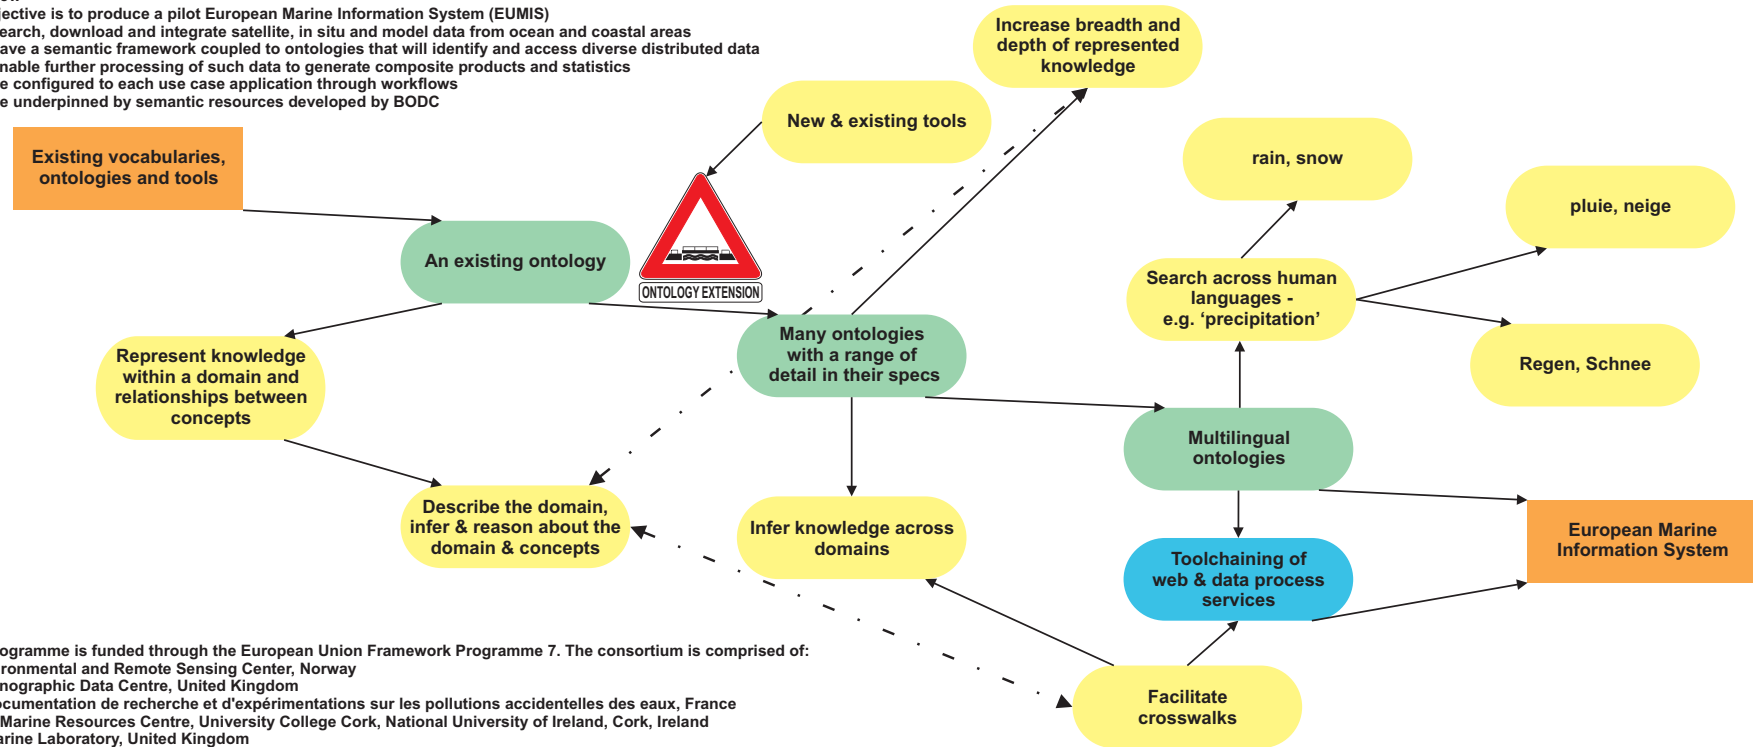 jective is to produce a pilot European Marine Information System (EUMIS)
earch, download and integrate satellite, in situ and model data from ocean and coastal areas
ave a semantic framework coupled to ontologies that will identify and access diverse distributed data
nable further processing of such data to generate composite products and statistics
e configured to each use case application through workflows
e underpinned by semantic resources developed by BODC
Increase breadth and
depth of represented
knowledge
New & existing tools
Existing vocabularies,
ontologies and tools
rain, snow
pluie, neige
An existing ontology
ONTOLOGY EXTENSION
Search across human
languages -
e.g. ‘precipitation’
Many ontologies
with a range of
detail in their specs
Represent knowledge
within a domain and
relationships between
concepts
Regen, Schnee
Multilingual
ontologies
Describe the domain,
infer & reason about the
domain & concepts
Infer knowledge across
domains
European Marine
Information System
Toolchaining of
web & data process
services
Facilitate
crosswalks
ogramme is funded through the European Union Framework Programme 7. The consortium is comprised of:
ironmental and Remote Sensing Center, Norway
nographic Data Centre, United Kingdom
ocumentation de recherche et d'expérimentations sur les pollutions accidentelles des eaux, France
Marine Resources Centre, University College Cork, National University of Ireland, Cork, Ireland
arine Laboratory, United Kingdom